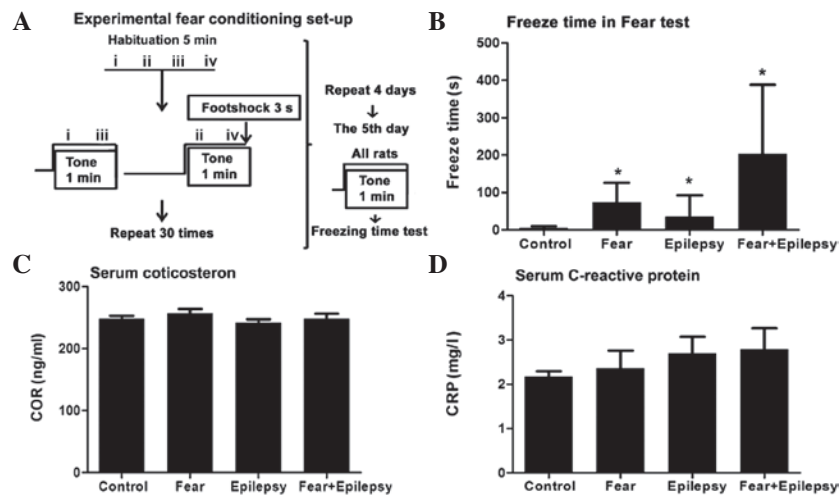 A
Experimental fear conditioning set-up
Habituation 5 min
i ii iii iv
Footshock 3 s
i iii
ii iv
Tone
1 min
Tone
1 min
Repeat 30 times
Repeat 4 days
The 5th day
All rats
Tone
1 min
Freezing time test
B
Freeze time in Fear test
Freeze time (s)
500
400
300
200
100
0
* * *
Control Fear Epilepsy Fear+Epilepsy
C
Serum coticosteron
COR (ng/ml)
300
200
100
0
Control Fear Epilepsy Fear+Epilepsy
D
Serum C-reactive protein
CRP (mg/l)
4
3
2
1
0
Control Fear Epilepsy Fear+Epilepsy